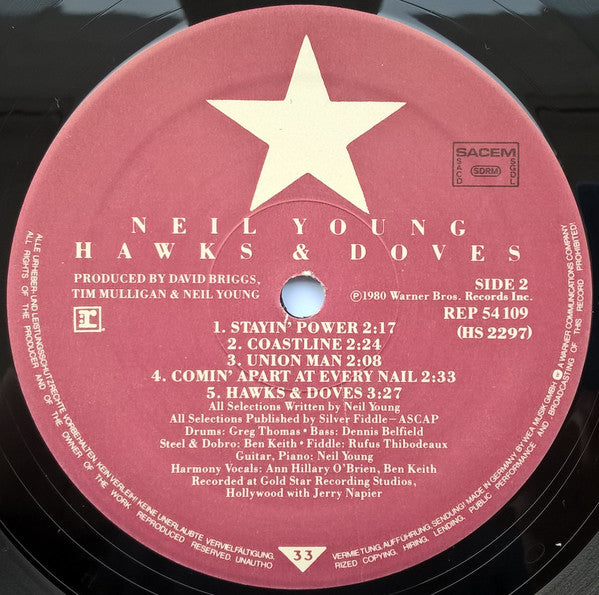 NEIL YOUNG
HAWKS & DOVES
PRODUCED BY DAVID BRIGGS,
TIM MULLIGAN & NEIL YOUNG
SACEM
SACD
SDRM
SGDL
SIDE 2
℗1980 Warner Bros. Records Inc.
REP 54 109
(HS 2297)
1. STAYIN' POWER 2:17
2. COASTLINE 2:24
3. UNION MAN 2:08
4. COMIN' APART AT EVERY NAIL 2:33
5. HAWKS & DOVES 3:27
All Selections Written by Neil Young
All Selections Published by Silver Fiddle—ASCAP
Drums: Greg Thomas • Bass: Dennis Belfield
Steel & Dobro: Ben Keith • Fiddle: Rufus Thibodeaux
Guitar, Piano: Neil Young
Harmony Vocals: Ann Hillary O'Brien, Ben Keith
Recorded at Gold Star Recording Studios,
Hollywood with Jerry Napier
33
ALLE URHEBER- UND LEISTUNGSSCHUTZRECHTE VORBEHALTEN. KEIN VERLEIH! KEINE UNERLAUBTE VERVIELFÄLTIGUNG,
VERMIETUNG, AUFFÜHRUNG, SENDUNG! MADE IN GERMANY BY WEA MUSIK GMBH A WARNER COMMUNICATIONS COMPANY
ALL RIGHTS OF THE PRODUCER AND OF THE OWNER OF THE WORK REPRODUCED RESERVED. UNAUTHO
RIZED COPYING, HIRING, LENDING, PUBLIC PERFORMANCE AND BROADCASTING OF THIS RECORD PROHIBITED!